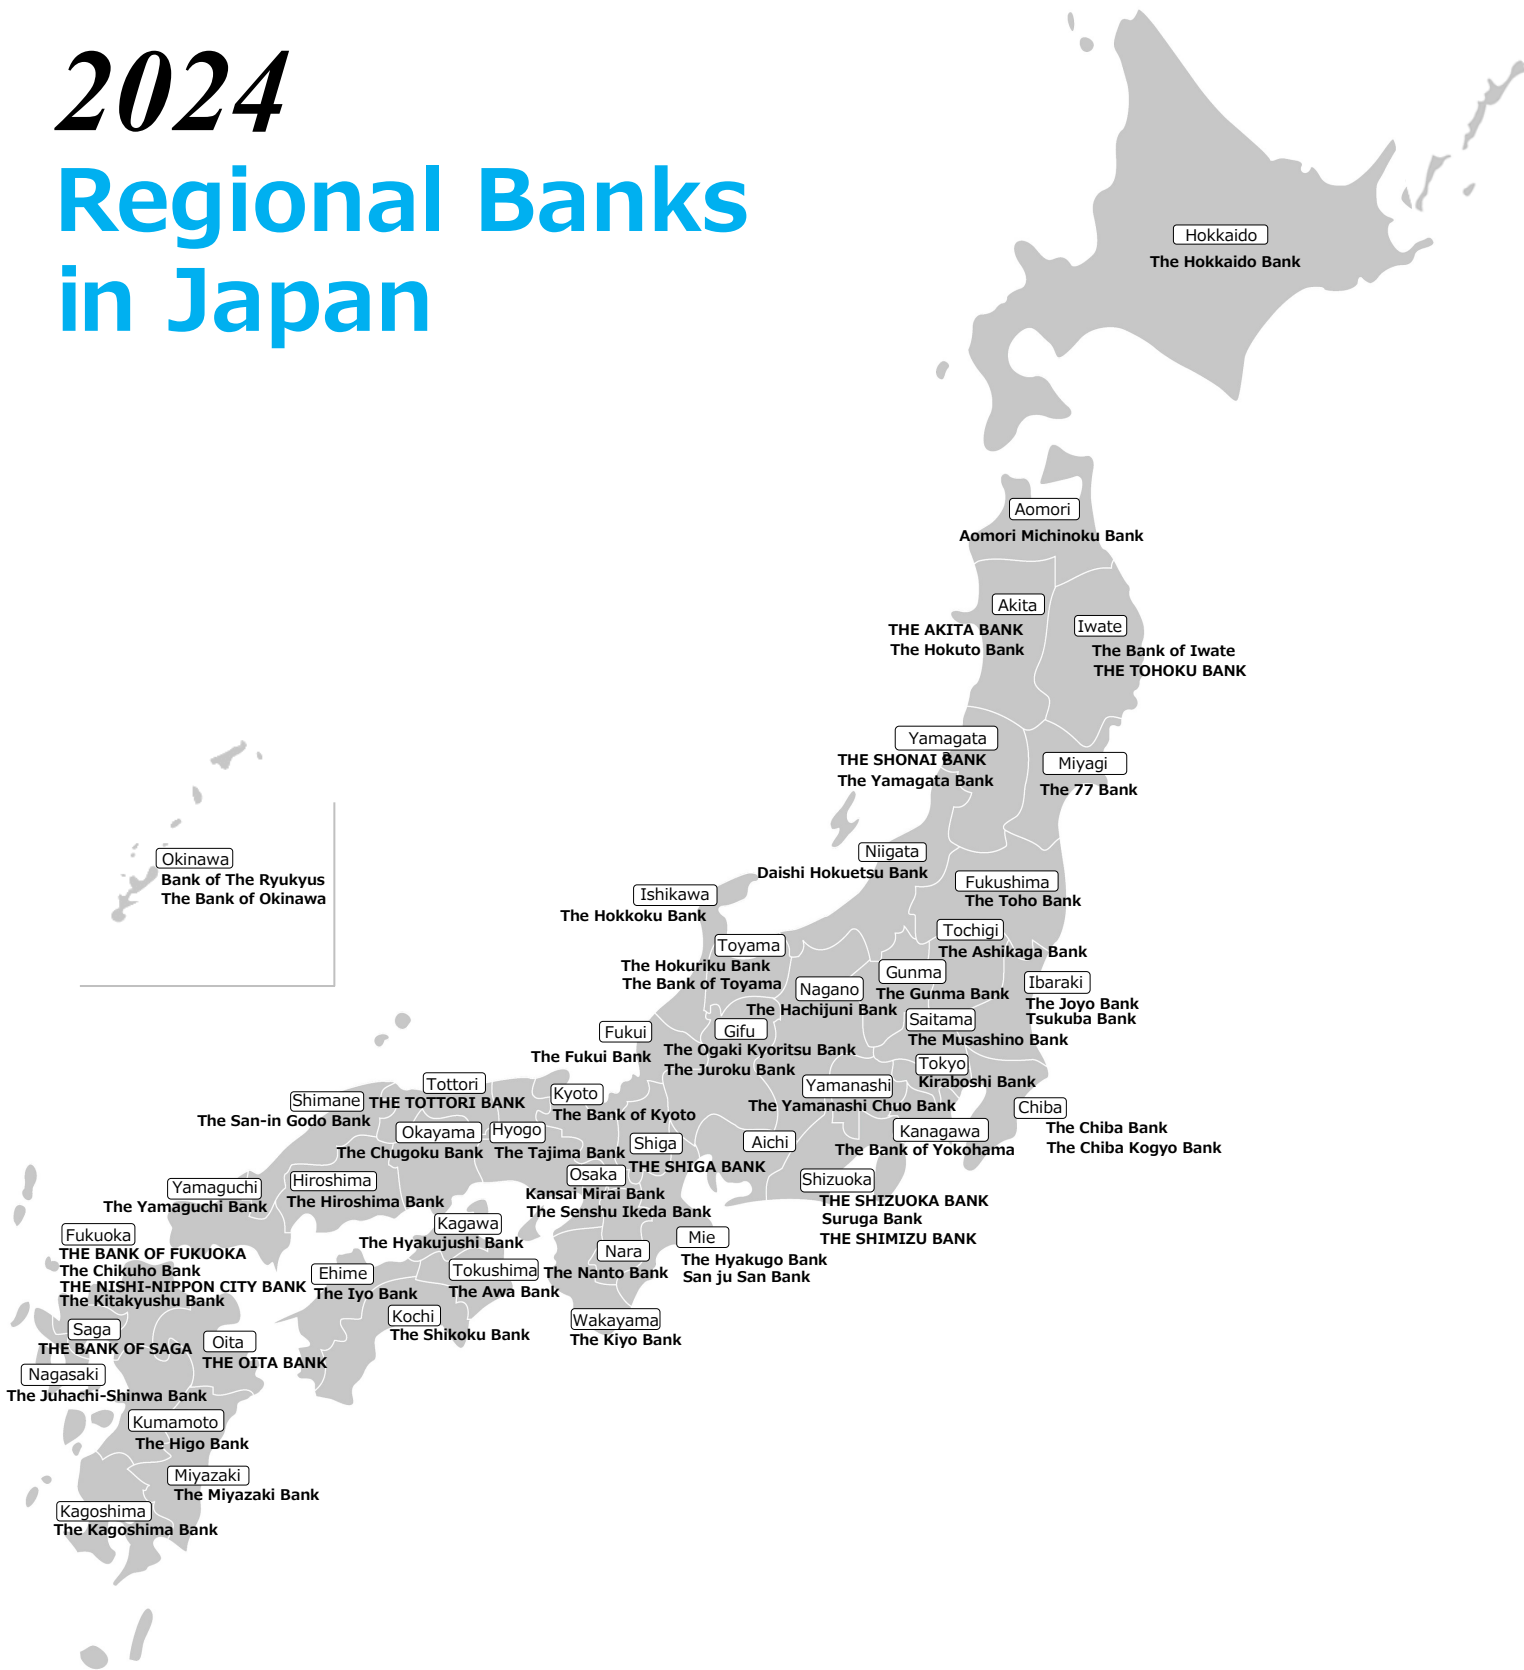 2024
Regional Banks
in Japan
Hokkaido
The Hokkaido Bank
Aomori
Aomori Michinoku Bank
Akita
THE AKITA BANK
The Hokuto Bank
Iwate
The Bank of Iwate
THE TOHOKU BANK
Yamagata
THE SHONAI BANK
The Yamagata Bank
Miyagi
The 77 Bank
Niigata
Daishi Hokuetsu Bank
Fukushima
The Toho Bank
Okinawa
Bank of The Ryukyus
The Bank of Okinawa
Ishikawa
The Hokkoku Bank
Toyama
The Hokuriku Bank
The Bank of Toyama
Tochigi
The Ashikaga Bank
Gunma
The Gunma Bank
Ibaraki
The Joyo Bank
Tsukuba Bank
Nagano
The Hachijuni Bank
Saitama
The Musashino Bank
Fukui
The Fukui Bank
Gifu
The Ogaki Kyoritsu Bank
The Juroku Bank
Tokyo
Kiraboshi Bank
Yamanashi
The Yamanashi Chuo Bank
Chiba
The Chiba Bank
The Chiba Kogyo Bank
Kanagawa
The Bank of Yokohama
Tottori
THE TOTTORI BANK
Shimane
The San-in Godo Bank
Kyoto
The Bank of Kyoto
Okayama
The Chugoku Bank
Hyogo
The Tajima Bank
Shiga
THE SHIGA BANK
Aichi
Shizuoka
THE SHIZUOKA BANK
Suruga Bank
THE SHIMIZU BANK
Osaka
Kansai Mirai Bank
The Senshu Ikeda Bank
Hiroshima
The Hiroshima Bank
Yamaguchi
The Yamaguchi Bank
Kagawa
The Hyakujushi Bank
Mie
The Hyakugo Bank
San ju San Bank
Nara
The Nanto Bank
Fukuoka
THE BANK OF FUKUOKA
The Chikuho Bank
THE NISHI-NIPPON CITY BANK
The Kitakyushu Bank
Ehime
The Iyo Bank
Tokushima
The Awa Bank
Kochi
The Shikoku Bank
Wakayama
The Kiyo Bank
Saga
THE BANK OF SAGA
Oita
THE OITA BANK
Nagasaki
The Juhachi-Shinwa Bank
Kumamoto
The Higo Bank
Miyazaki
The Miyazaki Bank
Kagoshima
The Kagoshima Bank